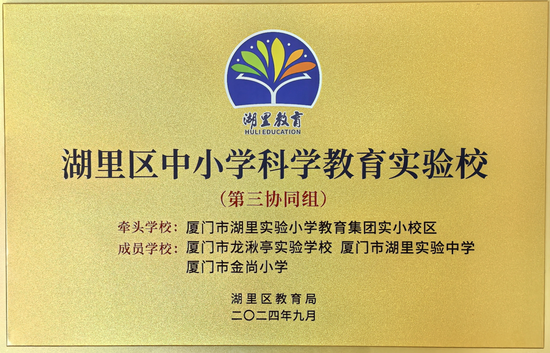 湖里教育
HULI EDUCATION
湖里区中小学科学教育实验校
（第三协同组）
牵头学校：厦门市湖里实验小学教育集团实小校区
成员学校：厦门市龙湫亭实验学校 厦门市湖里实验中学
厦门市金尚小学
湖里区教育局
二〇二四年九月